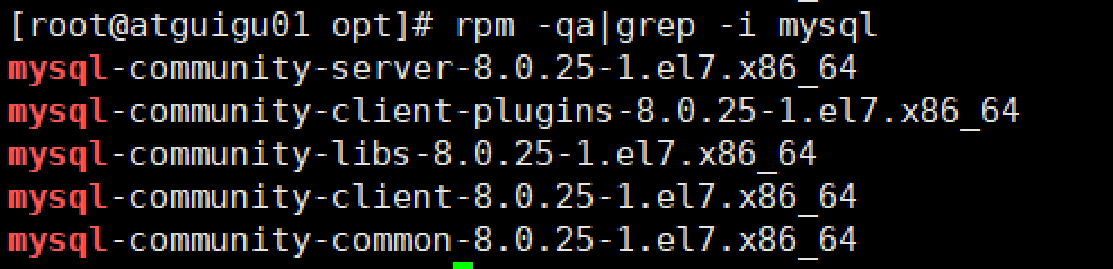 [root@atguigu01 opt]# rpm -qa|grep -i mysql
mysql-community-server-8.0.25-1.el7.x86_64
mysql-community-client-plugins-8.0.25-1.el7.x86_64
mysql-community-libs-8.0.25-1.el7.x86_64
mysql-community-client-8.0.25-1.el7.x86_64
mysql-community-common-8.0.25-1.el7.x86_64